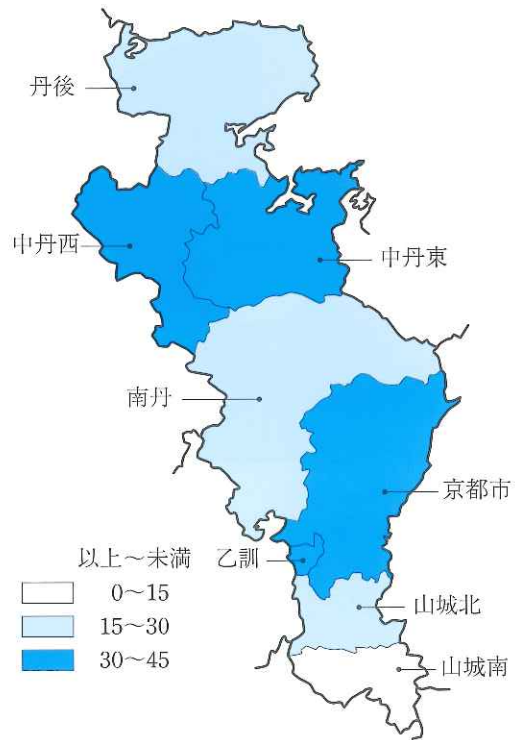 丹後
中丹西
中丹東
南丹
京都市
以上～未満
乙訓
0～15
山城北
15～30
30～45
山城南